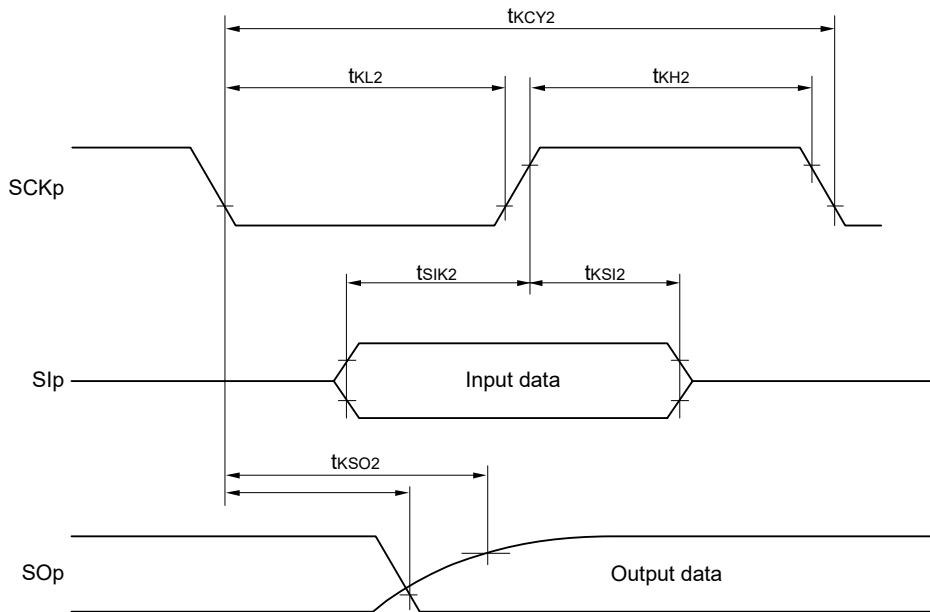 tKCY2
tKL2
tKH2
SCKp
tSIK2
tKSI2
SIp
Input data
tKSO2
SOp
Output data